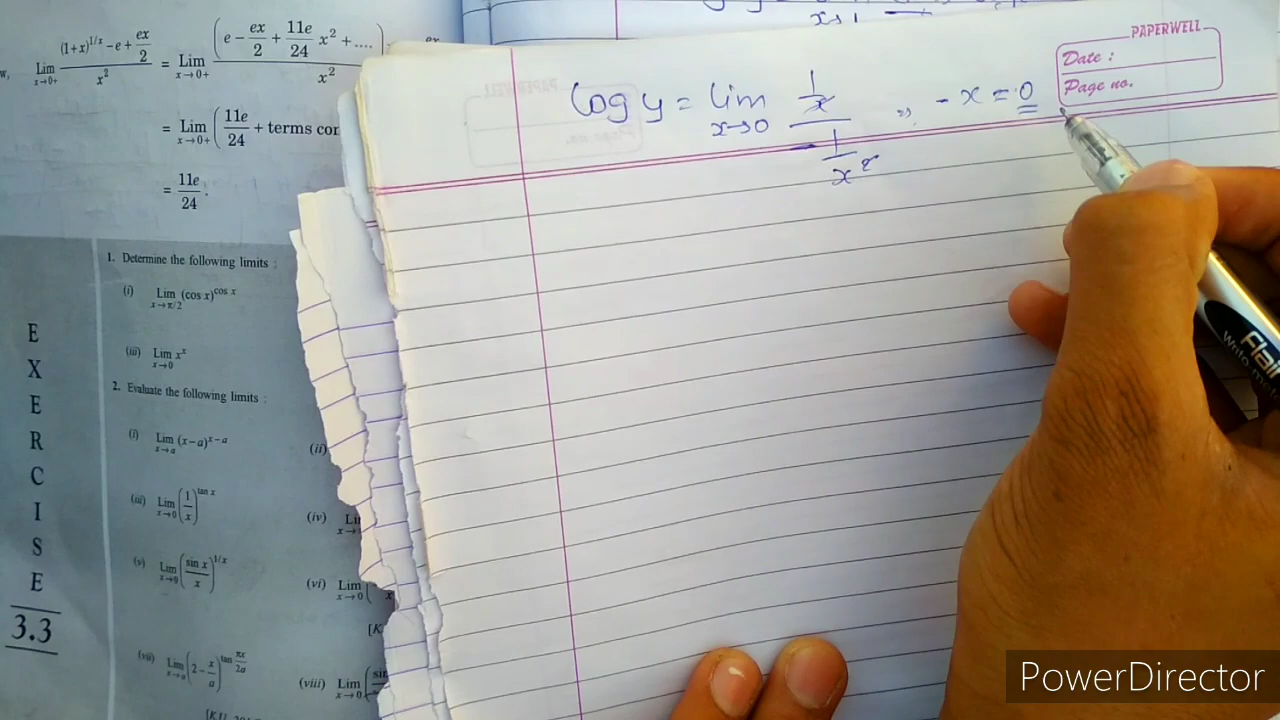 w, Lim x→0+ (1+x)^{1/x} − e + ex/2 / x² = Lim x→0+ (e − ex/2 + 11e/24 x² + ....) / x²
= Lim x→0+ (11e/24 + terms
= 11e/24 .
EXERCISE
3.3
1. Determine the following limits :
(i) Lim x→π/2 (cos x)^{cos x}
(iii) Lim x→0 x^x
2. Evaluate the following limits :
(i) Lim x→a (x−a)^{x−a}
(ii)
(iii) Lim x→0 (1/x)^{tan x}
(iv)
(v) Lim x→0 (sin x/x)^{1/x}
(vi) Lim x→0 (
(vii) Lim x→a (2 − x/a)^{tan πx/2a}
(viii) Lim x→0 (
x→1
PAPERWELL
Date :
Page no.
log y = lim x→0 1/x / −1/x² ,, −x = 0
Flair
PowerDirector